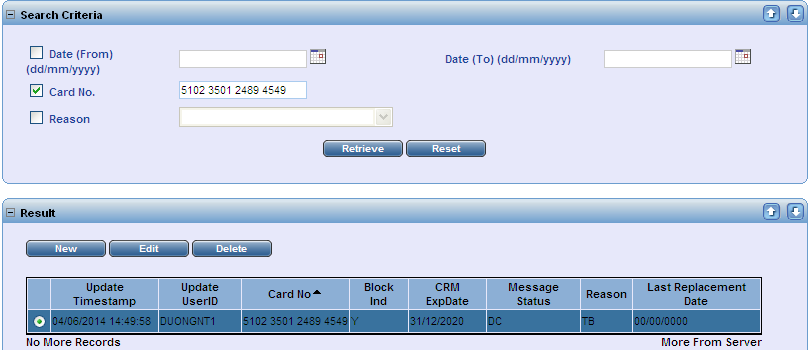 Search Criteria
Date (From) Date (To) (dd/mm/yyyy)
(dd/mm/yyyy)
Card No. 5102 3501 2489 4549
Reason
Retrieve Reset
Result
New Edit Delete
Update Timestamp Update UserID Card No Block Ind CRM ExpDate Message Status Reason Last Replacement Date
04/06/2014 14:49:58 DUONGNT1 5102 3501 2489 4549 Y 31/12/2020 DC TB 00/00/0000
No More Records More From Server